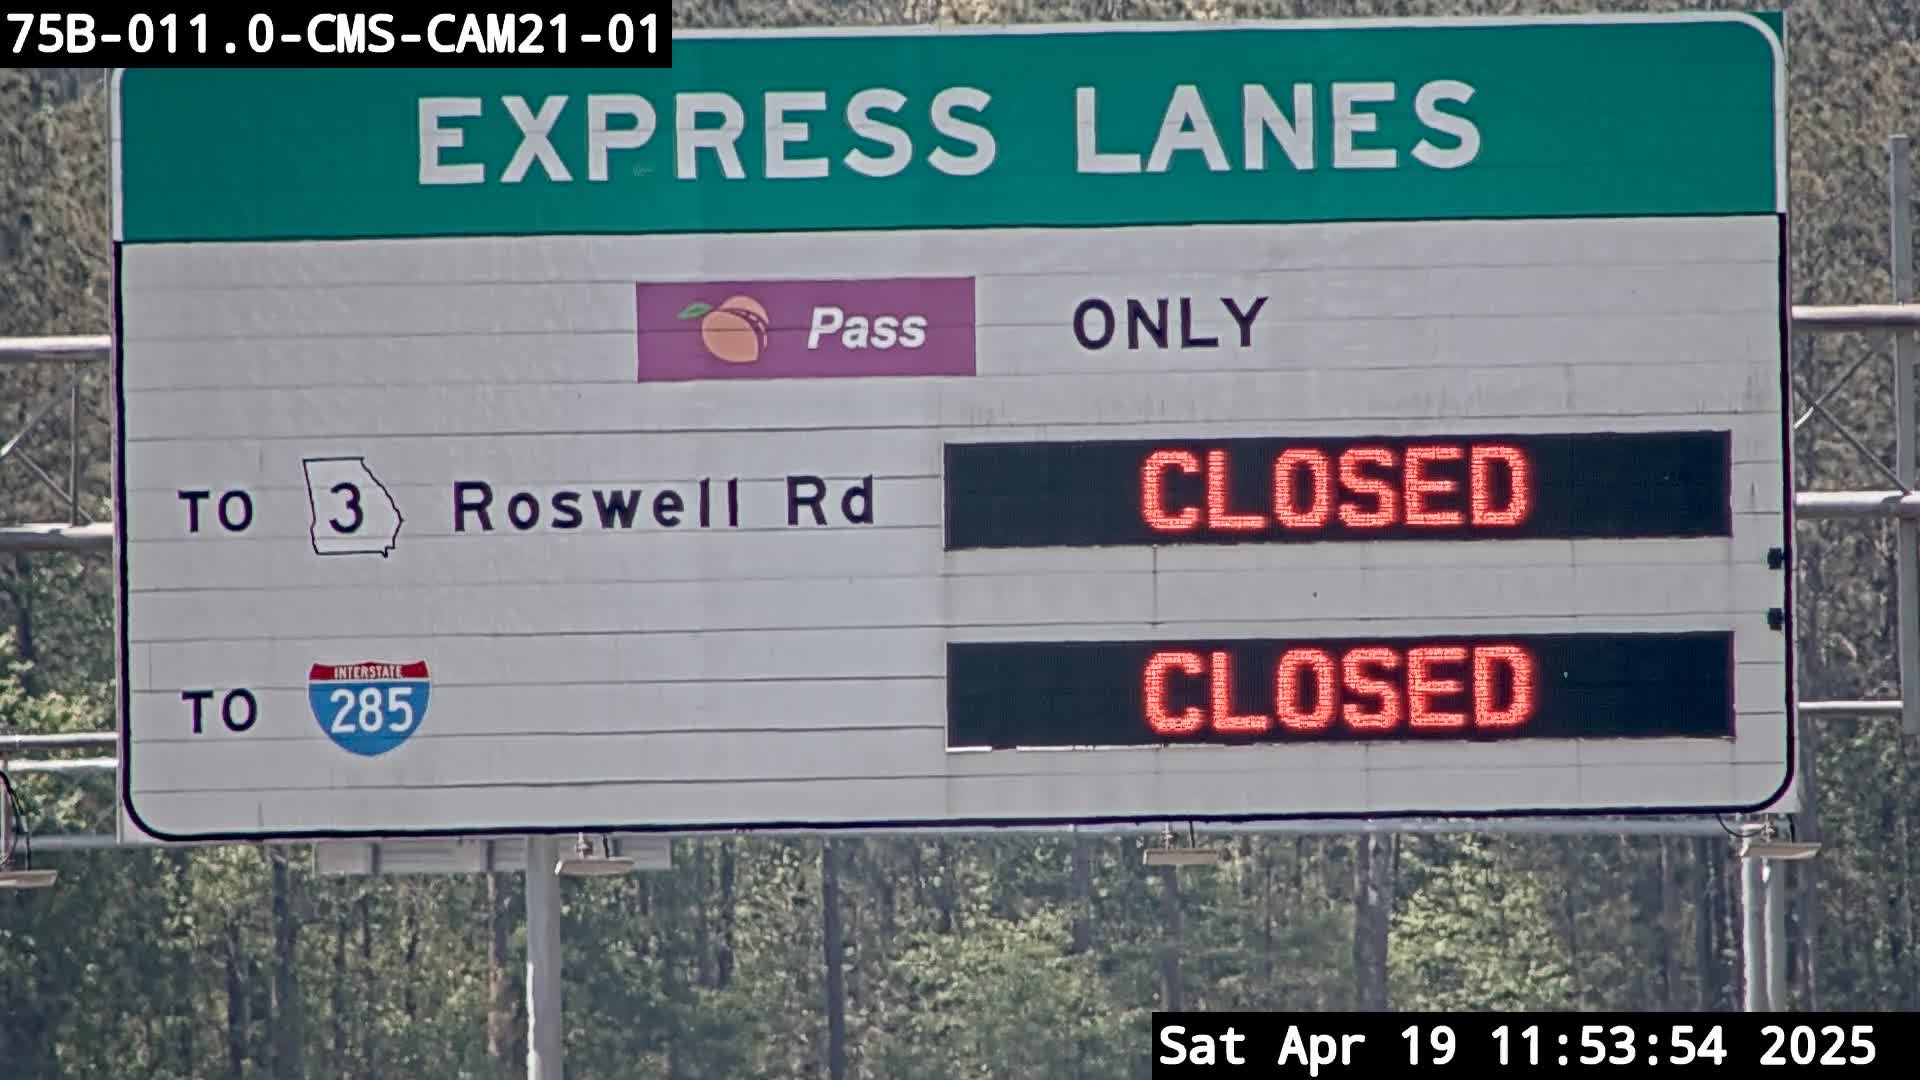 75B-011.0-CMS-CAM21-01
EXPRESS LANES
Pass ONLY
TO 3 Roswell Rd CLOSED
TO INTERSTATE 285 CLOSED
Sat Apr 19 11:53:54 2025